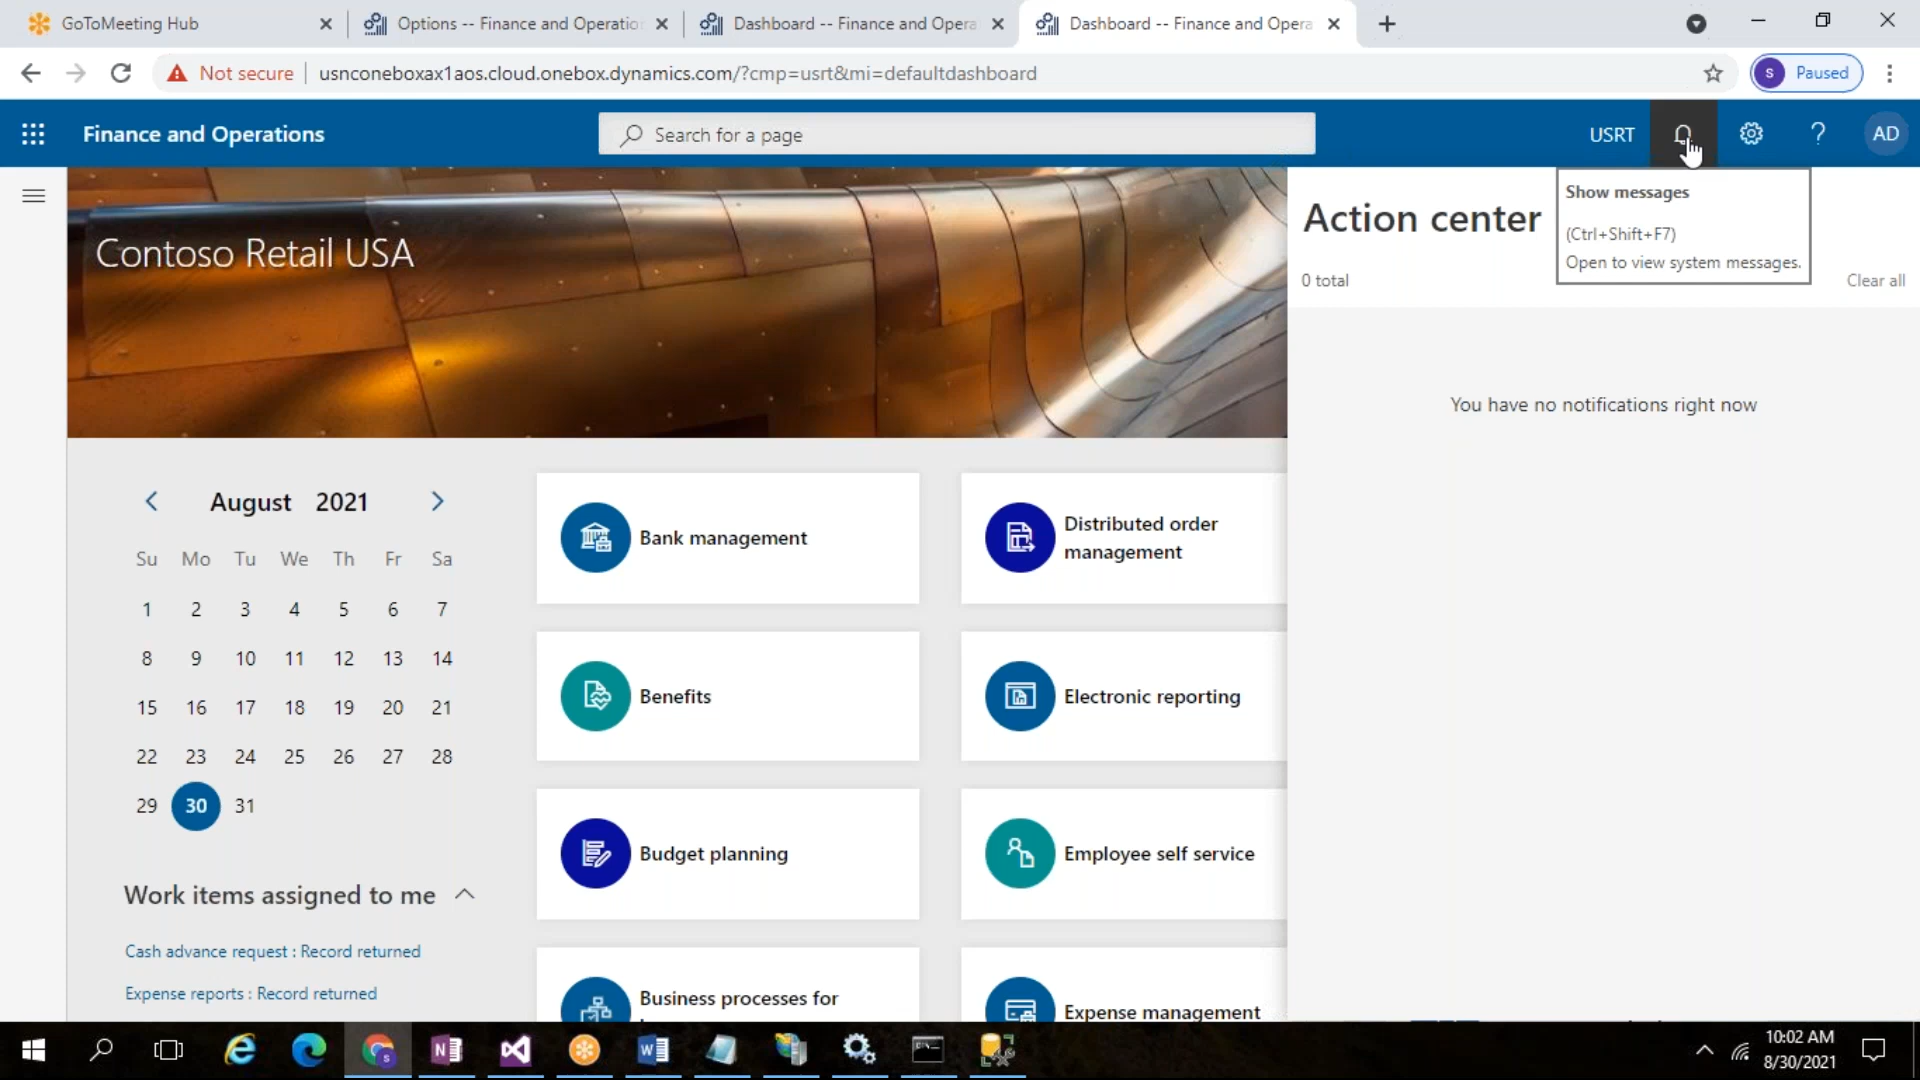 GoToMeeting Hub
Options -- Finance and Operatio
Dashboard -- Finance and Opera
Dashboard -- Finance and Opera
Not secure
usnconeboxax1aos.cloud.onebox.dynamics.com/?cmp=usrt&mi=defaultdashboard
S
Paused
Finance and Operations
Search for a page
USRT
?
AD
Contoso Retail USA
Action center
Show messages
(Ctrl+Shift+F7)
Open to view system messages.
0 total
Clear all
You have no notifications right now
August 2021
Su Mo Tu We Th Fr Sa
1 2 3 4 5 6 7
8 9 10 11 12 13 14
15 16 17 18 19 20 21
22 23 24 25 26 27 28
29 30 31
Work items assigned to me
Cash advance request : Record returned
Expense reports : Record returned
Bank management
Distributed order
management
Benefits
Electronic reporting
Budget planning
Employee self service
Business processes for
Expense management
10:02 AM
8/30/2021